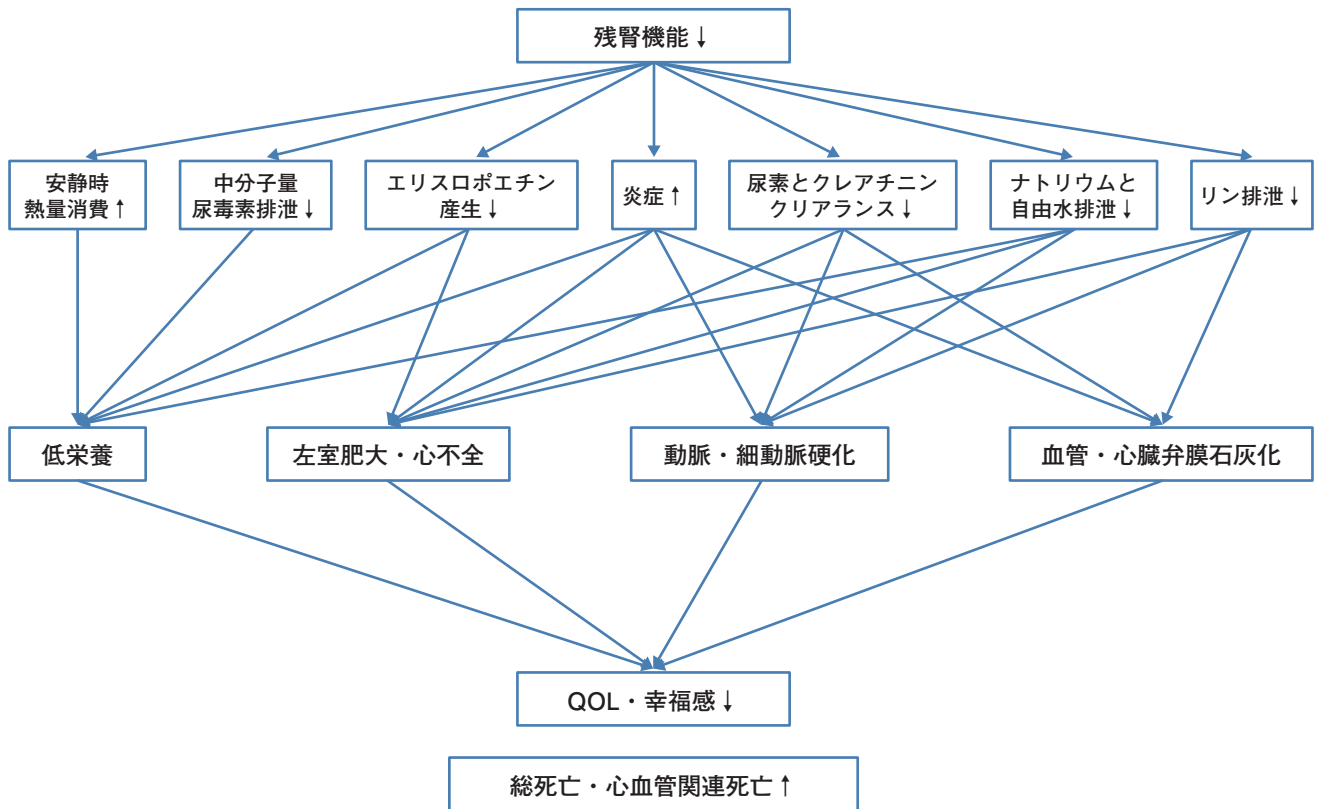 残腎機能↓
安静時
熱量消費↑
中分子量
尿毒素排泄↓
エリスロポエチン
産生↓
炎症↑
尿素とクレアチニン
クリアランス↓
ナトリウムと
自由水排泄↓
リン排泄↓
低栄養
左室肥大・心不全
動脈・細動脈硬化
血管・心臓弁膜石灰化
QOL・幸福感↓
総死亡・心血管関連死亡↑